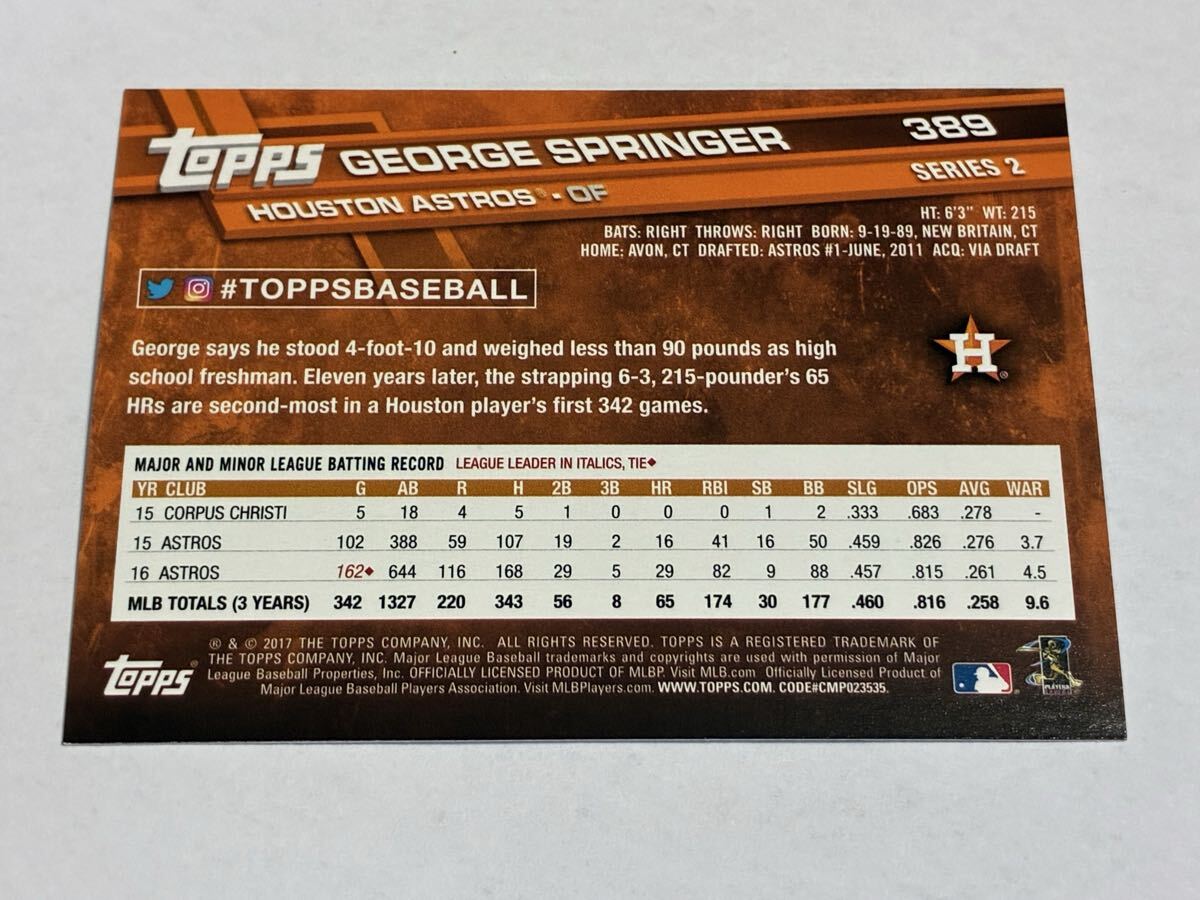 TOPPS GEORGE SPRINGER 389
HOUSTON ASTROS® • OF SERIES 2
HT: 6'3" WT: 215
BATS: RIGHT THROWS: RIGHT BORN: 9-19-89, NEW BRITAIN, CT
HOME: AVON, CT DRAFTED: ASTROS #1-JUNE, 2011 ACQ: VIA DRAFT
#TOPPSBASEBALL
H®
George says he stood 4-foot-10 and weighed less than 90 pounds as high
school freshman. Eleven years later, the strapping 6-3, 215-pounder's 65
HRs are second-most in a Houston player's first 342 games.
MAJOR AND MINOR LEAGUE BATTING RECORD LEAGUE LEADER IN ITALICS, TIE◆
YR CLUB G AB R H 2B 3B HR RBI SB BB SLG OPS AVG WAR
15 CORPUS CHRISTI 5 18 4 5 1 0 0 0 1 2 .333 .683 .278 -
15 ASTROS 102 388 59 107 19 2 16 41 16 50 .459 .826 .276 3.7
16 ASTROS 162◆ 644 116 168 29 5 29 82 9 88 .457 .815 .261 4.5
MLB TOTALS (3 YEARS) 342 1327 220 343 56 8 65 174 30 177 .460 .816 .258 9.6
® & © 2017 THE TOPPS COMPANY, INC. ALL RIGHTS RESERVED. TOPPS IS A REGISTERED TRADEMARK OF
THE TOPPS COMPANY, INC. Major League Baseball trademarks and copyrights are used with permission of Major
League Baseball Properties, Inc. OFFICIALLY LICENSED PRODUCT OF MLBP. Visit MLB.com Officially Licensed Product of
Major League Baseball Players Association. Visit MLBPlayers.com. WWW.TOPPS.COM. CODE#CMP023535.
TOPPS®
PLAYERS